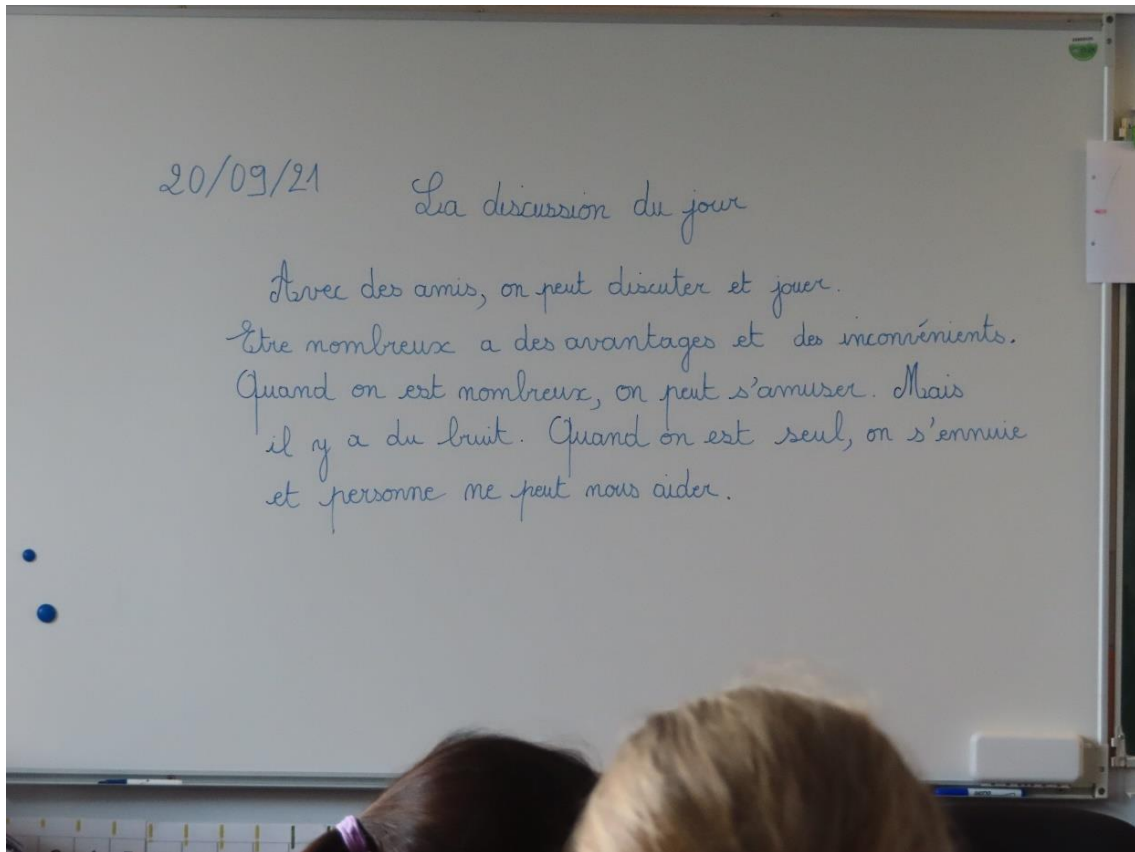 20/09/21
La discussion du jour
Avec des amis, on peut discuter et jouer.
Etre nombreux a des avantages et des inconvénients.
Quand on est nombreux, on peut s'amuser. Mais
il y a du bruit. Quand on est seul, on s'ennuie
et personne ne peut nous aider.